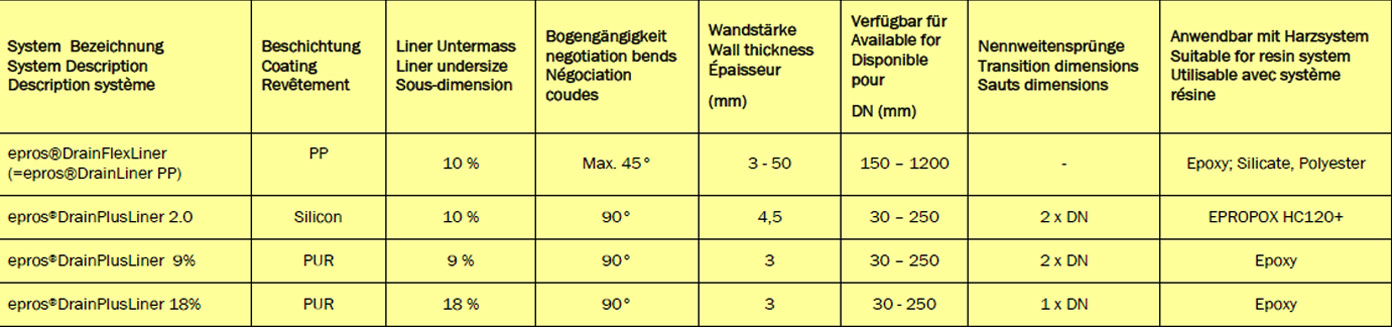 System Bezeichnung
System Description
Description système
Beschichtung
Coating
Revêtement
Liner Untermass
Liner undersize
Sous-dimension
Bogengängigkeit
negotiation bends
Négociation
coudes
Wandstärke
Wall thickness
Épaisseur
(mm)
Verfügbar für
Available for
Disponible
pour
DN (mm)
Nennweitensprünge
Transition dimensions
Sauts dimensions
Anwendbar mit Harzsystem
Suitable for resin system
Utilisable avec système
résine
epros®DrainFlexLiner
(=epros®DrainLiner PP)
PP
10 %
Max. 45°
3 - 50
150 – 1200
-
Epoxy; Silicate, Polyester
epros®DrainPlusLiner 2.0
Silicon
10 %
90°
4,5
30 – 250
2 x DN
EPROPOX HC120+
epros®DrainPlusLiner 9%
PUR
9 %
90°
3
30 – 250
2 x DN
Epoxy
epros®DrainPlusLiner 18%
PUR
18 %
90°
3
30 - 250
1 x DN
Epoxy